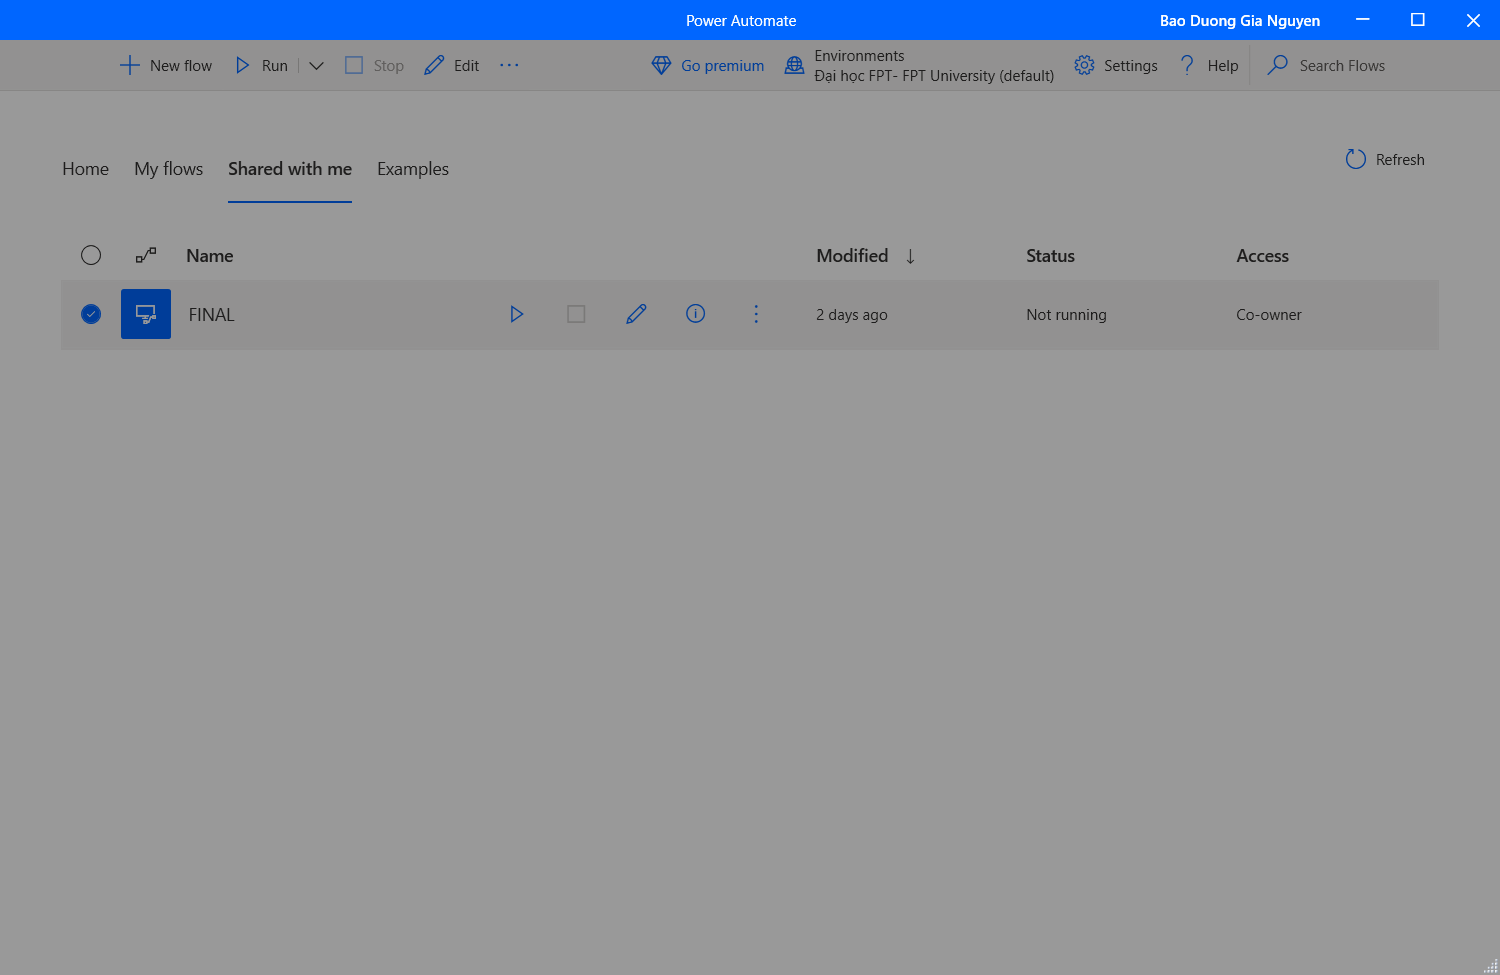 Power Automate
Bao Duong Gia Nguyen
New flow
Run
Stop
Edit
Go premium
Environments
Đại học FPT- FPT University (default)
Settings
Help
Search Flows
Home
My flows
Shared with me
Examples
Refresh
Name
Modified
Status
Access
FINAL
2 days ago
Not running
Co-owner